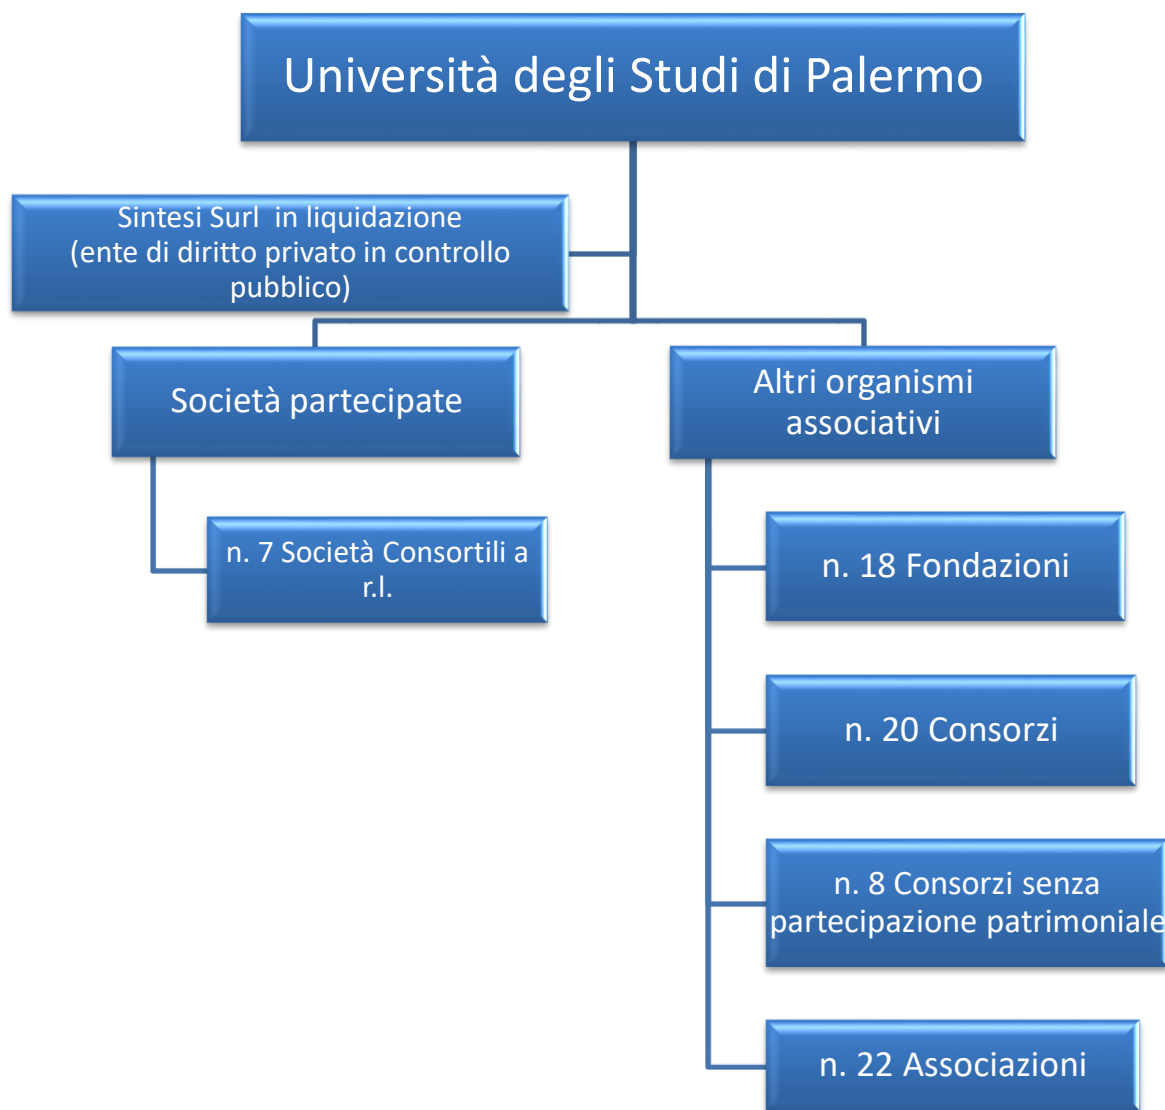 Università degli Studi di Palermo
Sintesi Surl in liquidazione
(ente di diritto privato in controllo
pubblico)
Società partecipate
Altri organismi
associativi
n. 7 Società Consortili a
r.l.
n. 18 Fondazioni
n. 20 Consorzi
n. 8 Consorzi senza
partecipazione patrimoniale
n. 22 Associazioni